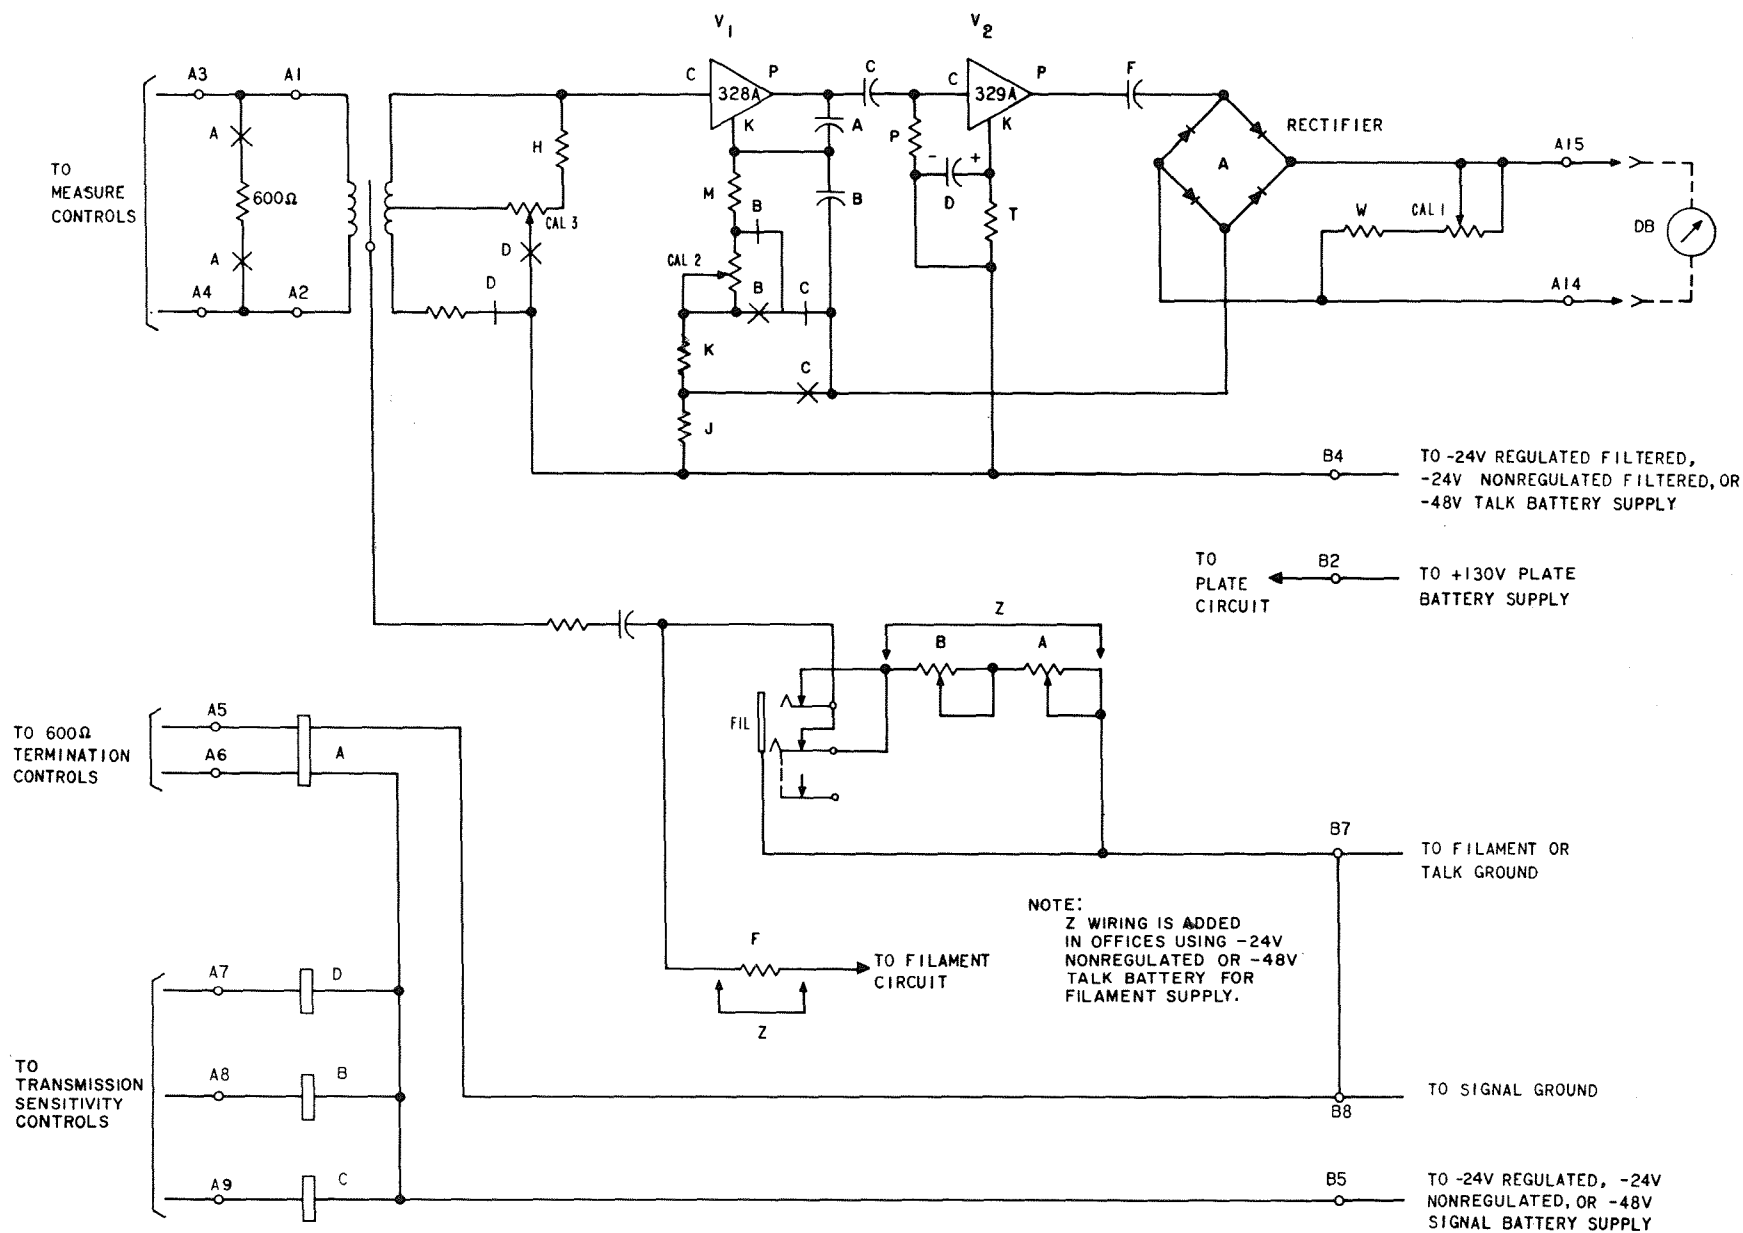 V1
V2
A3
A1
C
P
C
C
P
F
328A
329A
K
A
K
P
RECTIFIER
A
H
A15
TO
MEASURE
CONTROLS
A
600Ω
M
B
- +
D
T
W
CAL 1
DB
CAL 3
B
D
CAL 2
A
A4
A2
D
B
C
A14
K
C
J
B4
TO -24V REGULATED FILTERED,
-24V NONREGULATED FILTERED, OR
-48V TALK BATTERY SUPPLY
TO
PLATE
CIRCUIT
B2
TO +130V PLATE
BATTERY SUPPLY
Z
B
A
FIL
A5
A6
TO 600Ω
TERMINATION
CONTROLS
A
B7
TO FILAMENT OR
TALK GROUND
NOTE:
Z WIRING IS ADDED
IN OFFICES USING -24V
NONREGULATED OR -48V
TALK BATTERY FOR
FILAMENT SUPPLY.
F
TO FILAMENT
CIRCUIT
Z
A7
D
TO
TRANSMISSION
SENSITIVITY
CONTROLS
A8
B
A9
C
TO SIGNAL GROUND
B8
B5
TO -24V REGULATED, -24V
NONREGULATED, OR -48V
SIGNAL BATTERY SUPPLY